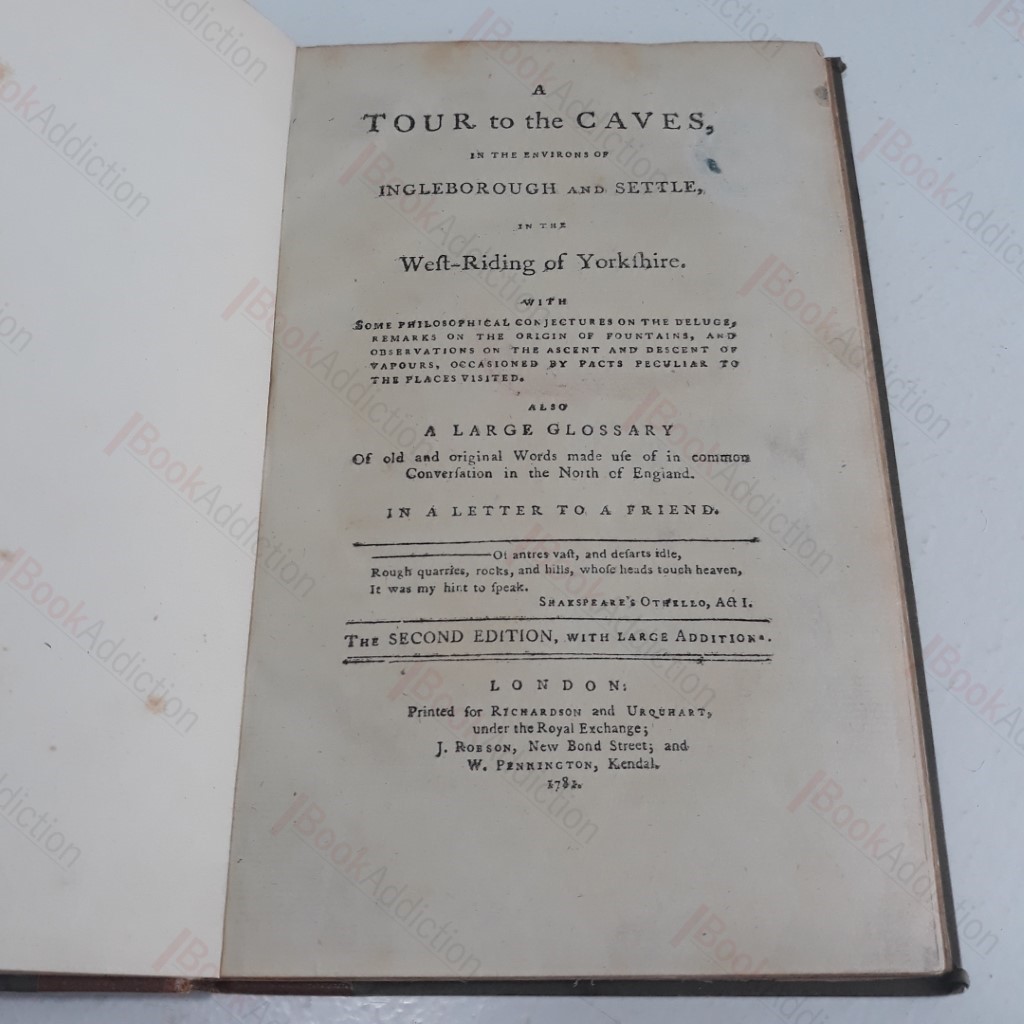 A
TOUR to the CAVES,
IN THE ENVIRONS OF
INGLEBOROUGH AND SETTLE,
IN THE
Weſt-Riding of Yorkſhire.
WITH
SOME PHILOSOPHICAL CONJECTURES ON THE DELUGE,
REMARKS ON THE ORIGIN OF FOUNTAINS, AND
OBSERVATIONS ON THE ASCENT AND DESCENT OF
VAPOURS, OCCASIONED BY FACTS PECULIAR TO
THE PLACES VISITED.
ALSO
A LARGE GLOSSARY
Of old and original Words made uſe of in common
Converſation in the North of England.
IN A LETTER TO A FRIEND.
Of antres vaſt, and deſarts idle,
Rough quarries, rocks, and hills, whoſe heads touch heaven,
It was my hint to ſpeak.
SHAKSPEARE'S OTHELLO, Act I.
THE SECOND EDITION, WITH LARGE ADDITIONS.
LONDON:
Printed for RICHARDSON and URQUHART,
under the Royal Exchange;
J. ROBSON, New Bond Street; and
W. PENNINGTON, Kendal.
1781.
BookAddiction